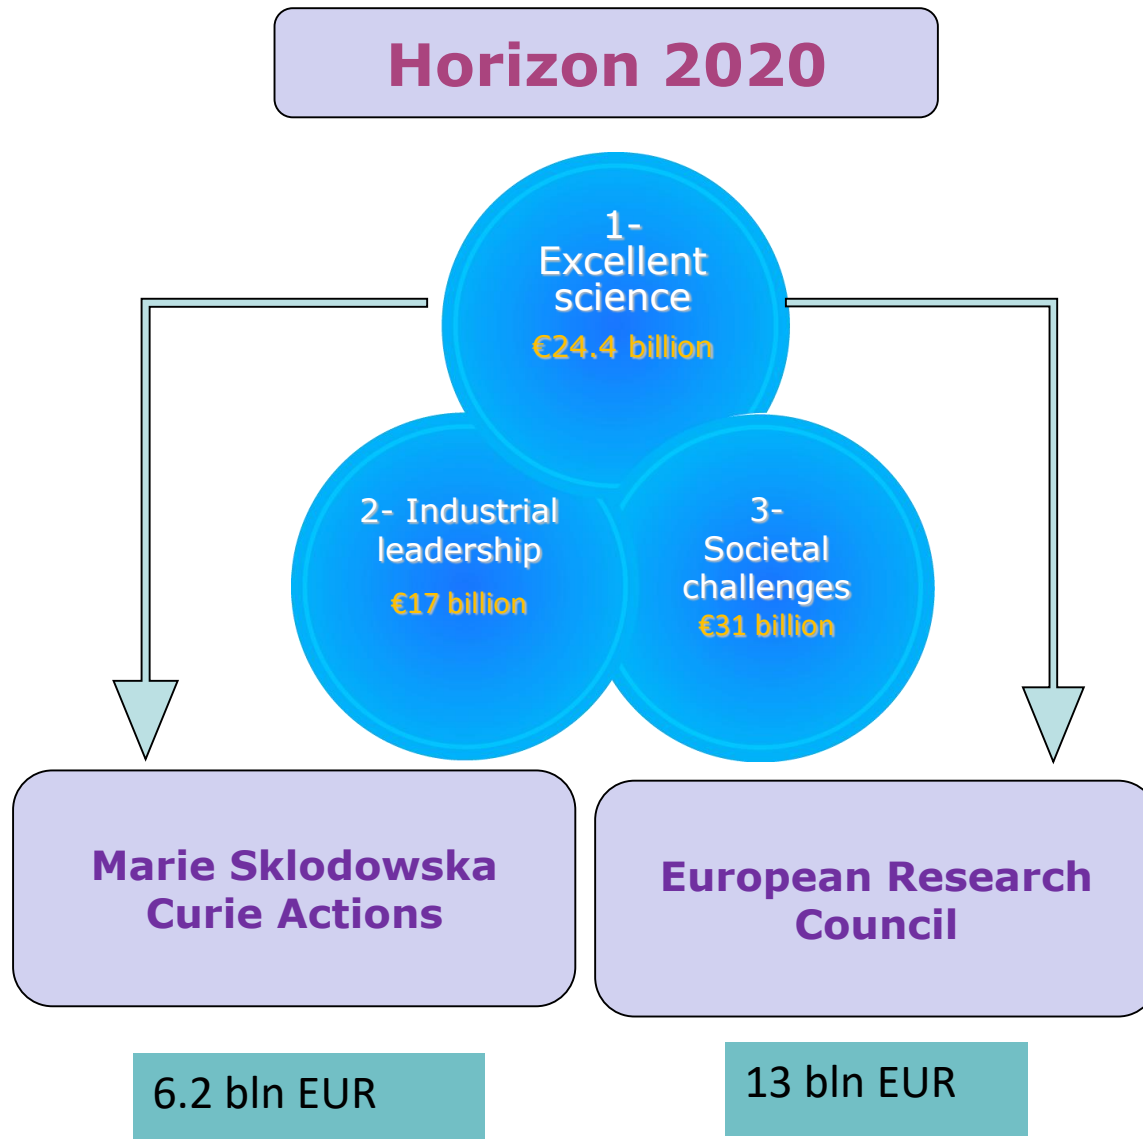 Horizon 2020
1-
Excellent
science
€24.4 billion
2- Industrial
leadership
€17 billion
3-
Societal
challenges
€31 billion
Marie Sklodowska
Curie Actions
European Research
Council
6.2 bln EUR
13 bln EUR